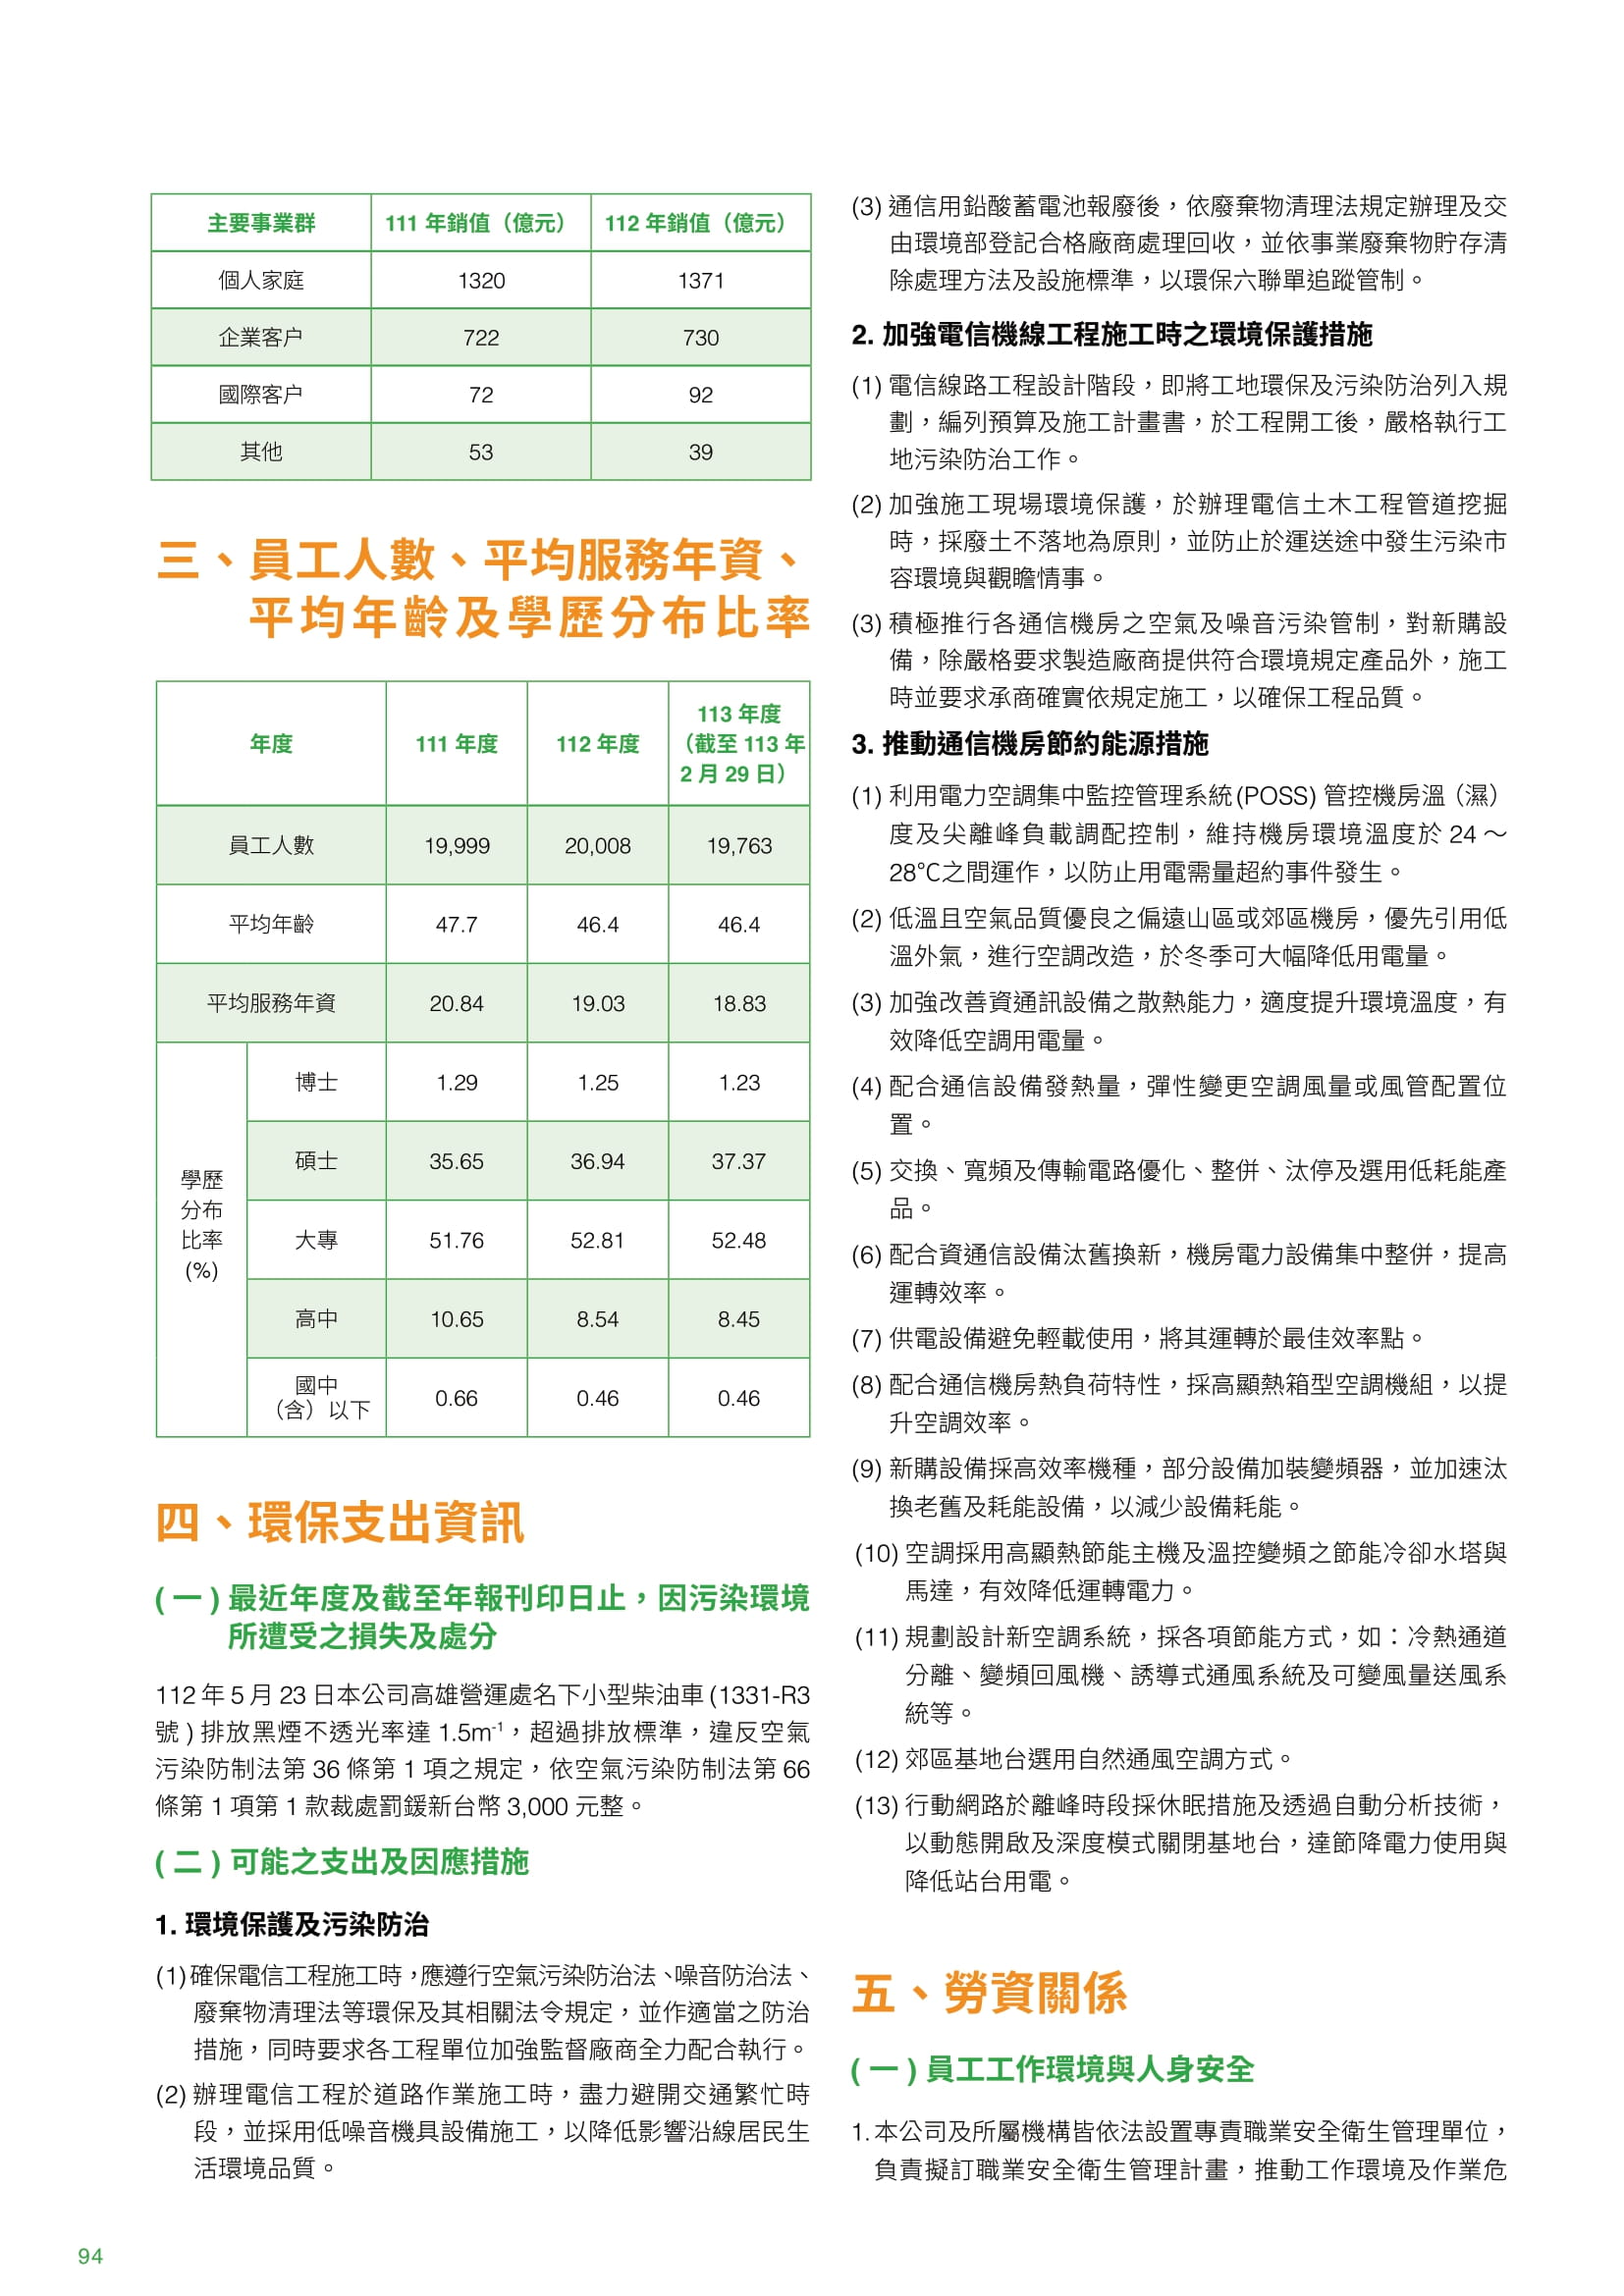 主要事業群 111 年銷值（億元） 112 年銷值（億元）
個人家庭 1320 1371
企業客户 722 730
國際客户 72 92
其他 53 39
三、員工人數、平均服務年資、
平均年齡及學歷分布比率
年度 111 年度 112 年度 113 年度
（截至 113 年
2 月 29 日）
員工人數 19,999 20,008 19,763
平均年齡 47.7 46.4 46.4
平均服務年資 20.84 19.03 18.83
學歷
分布
比率
(%)
博士 1.29 1.25 1.23
碩士 35.65 36.94 37.37
大專 51.76 52.81 52.48
高中 10.65 8.54 8.45
國中
（含）以下 0.66 0.46 0.46
四、環保支出資訊
( 一 ) 最近年度及截至年報刊印日止，因污染環境
所遭受之損失及處分
112 年 5 月 23 日本公司高雄營運處名下小型柴油車 (1331-R3
號 ) 排放黑煙不透光率達 1.5m⁻¹，超過排放標準，違反空氣
污染防制法第 36 條第 1 項之規定，依空氣污染防制法第 66
條第 1 項第 1 款裁處罰鍰新台幣 3,000 元整。
( 二 ) 可能之支出及因應措施
1. 環境保護及污染防治
(1) 確保電信工程施工時，應遵行空氣污染防治法、噪音防治法、
廢棄物清理法等環保及其相關法令規定，並作適當之防治
措施，同時要求各工程單位加強監督廠商全力配合執行。
(2) 辦理電信工程於道路作業施工時，盡力避開交通繁忙時
段，並採用低噪音機具設備施工，以降低影響沿線居民生
活環境品質。
(3) 通信用鉛酸蓄電池報廢後，依廢棄物清理法規定辦理及交
由環境部登記合格廠商處理回收，並依事業廢棄物貯存清
除處理方法及設施標準，以環保六聯單追蹤管制。
2. 加強電信機線工程施工時之環境保護措施
(1) 電信線路工程設計階段，即將工地環保及污染防治列入規
劃，編列預算及施工計畫書，於工程開工後，嚴格執行工
地污染防治工作。
(2) 加強施工現場環境保護，於辦理電信土木工程管道挖掘
時，採廢土不落地為原則，並防止於運送途中發生污染市
容環境與觀瞻情事。
(3) 積極推行各通信機房之空氣及噪音污染管制，對新購設
備，除嚴格要求製造廠商提供符合環境規定產品外，施工
時並要求承商確實依規定施工，以確保工程品質。
3. 推動通信機房節約能源措施
(1) 利用電力空調集中監控管理系統 (POSS) 管控機房溫（濕）
度及尖離峰負載調配控制，維持機房環境溫度於 24 ～
28℃之間運作，以防止用電需量超約事件發生。
(2) 低溫且空氣品質優良之偏遠山區或郊區機房，優先引用低
溫外氣，進行空調改造，於冬季可大幅降低用電量。
(3) 加強改善資通訊設備之散熱能力，適度提升環境溫度，有
效降低空調用電量。
(4) 配合通信設備發熱量，彈性變更空調風量或風管配置位
置。
(5) 交換、寬頻及傳輸電路優化、整併、汰停及選用低耗能產
品。
(6) 配合資通信設備汰舊換新，機房電力設備集中整併，提高
運轉效率。
(7) 供電設備避免輕載使用，將其運轉於最佳效率點。
(8) 配合通信機房熱負荷特性，採高顯熱箱型空調機組，以提
升空調效率。
(9) 新購設備採高效率機種，部分設備加裝變頻器，並加速汰
換老舊及耗能設備，以減少設備耗能。
(10) 空調採用高顯熱節能主機及溫控變頻之節能冷卻水塔與
馬達，有效降低運轉電力。
(11) 規劃設計新空調系統，採各項節能方式，如：冷熱通道
分離、變頻回風機、誘導式通風系統及可變風量送風系
統等。
(12) 郊區基地台選用自然通風空調方式。
(13) 行動網路於離峰時段採休眠措施及透過自動分析技術，
以動態開啟及深度模式關閉基地台，達節降電力使用與
降低站台用電。
五、勞資關係
( 一 ) 員工工作環境與人身安全
1. 本公司及所屬機構皆依法設置專責職業安全衛生管理單位，
負責擬訂職業安全衛生管理計畫，推動工作環境及作業危
94